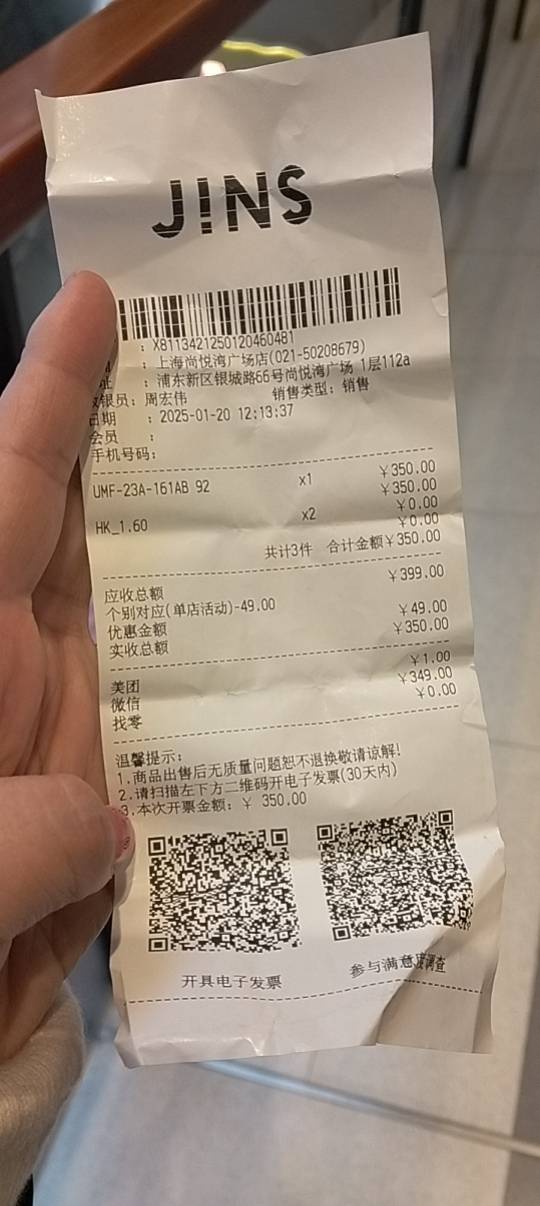 JINS
: X8113421250120460481
: 上海尚悦湾广场店(021-50208679)
址 : 浦东新区银城路66号尚悦湾广场 1层112a
收银员: 周宏伟 销售类型: 销售
日期 : 2025-01-20 12:13:37
会员 :
手机号码:
UMF-23A-161AB 92 x1 ¥350.00
¥350.00
HK_1.60 x2 ¥0.00
¥0.00
共计3件 合计金额¥350.00
应收总额 ¥399.00
个别对应(单店活动)-49.00
优惠金额 ¥49.00
实收总额 ¥350.00
美团 ¥1.00
微信 ¥349.00
找零 ¥0.00
温馨提示:
1.商品出售后无质量问题恕不退换敬请谅解!
2.请扫描左下方二维码开电子发票(30天内)
3.本次开票金额: ¥ 350.00
开具电子发票 参与满意度调查